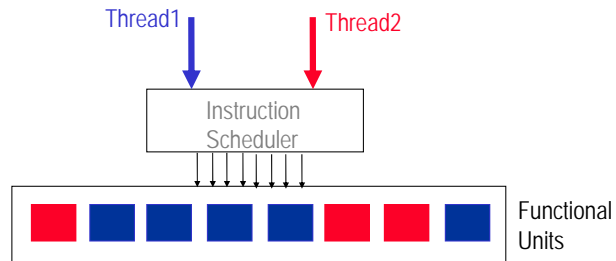 Thread1
Thread2
Instruction
Scheduler
Functional
Units